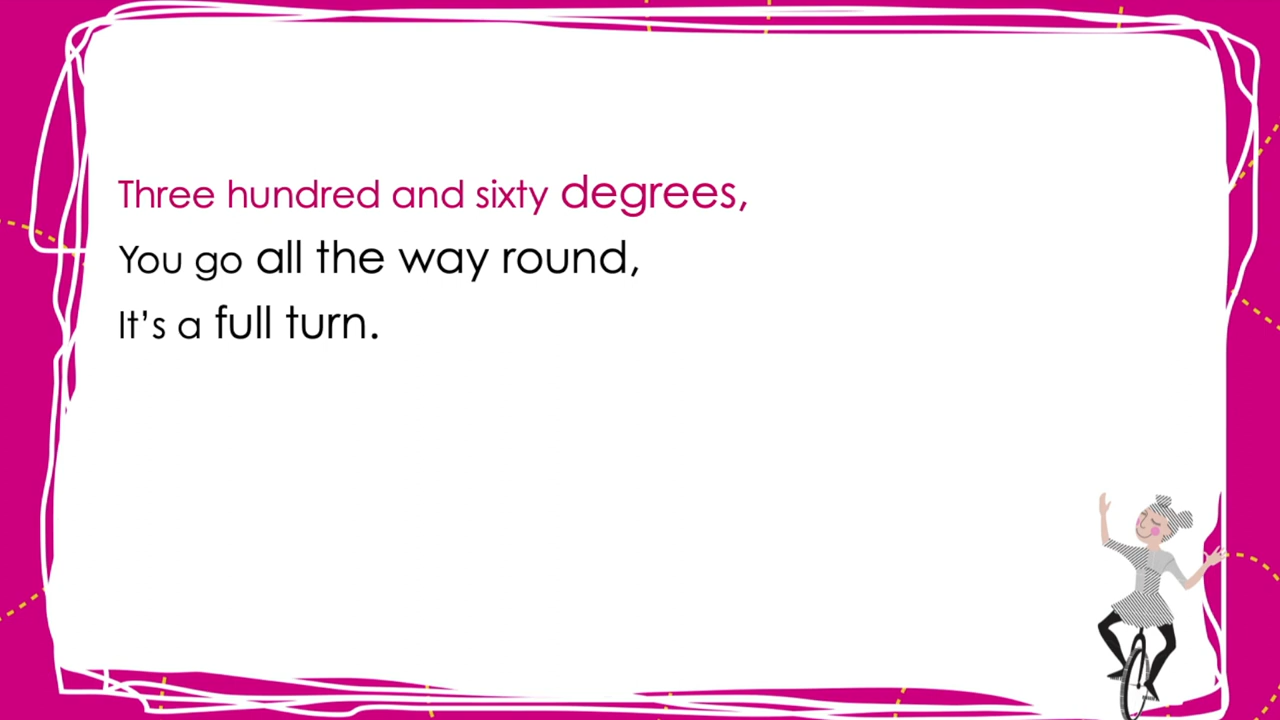 Three hundred and sixty degrees,
You go all the way round,
It’s a full turn.